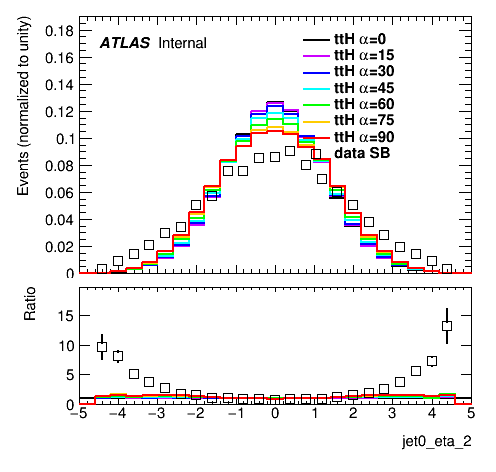 Events (normalized to unity)
0.18
0.16
0.14
0.12
0.1
0.08
0.06
0.04
0.02
0
ATLAS Internal
ttH α=0
ttH α=15
ttH α=30
ttH α=45
ttH α=60
ttH α=75
ttH α=90
data SB
Ratio
15
10
5
0
−5 −4 −3 −2 −1 0 1 2 3 4 5
jet0_eta_2